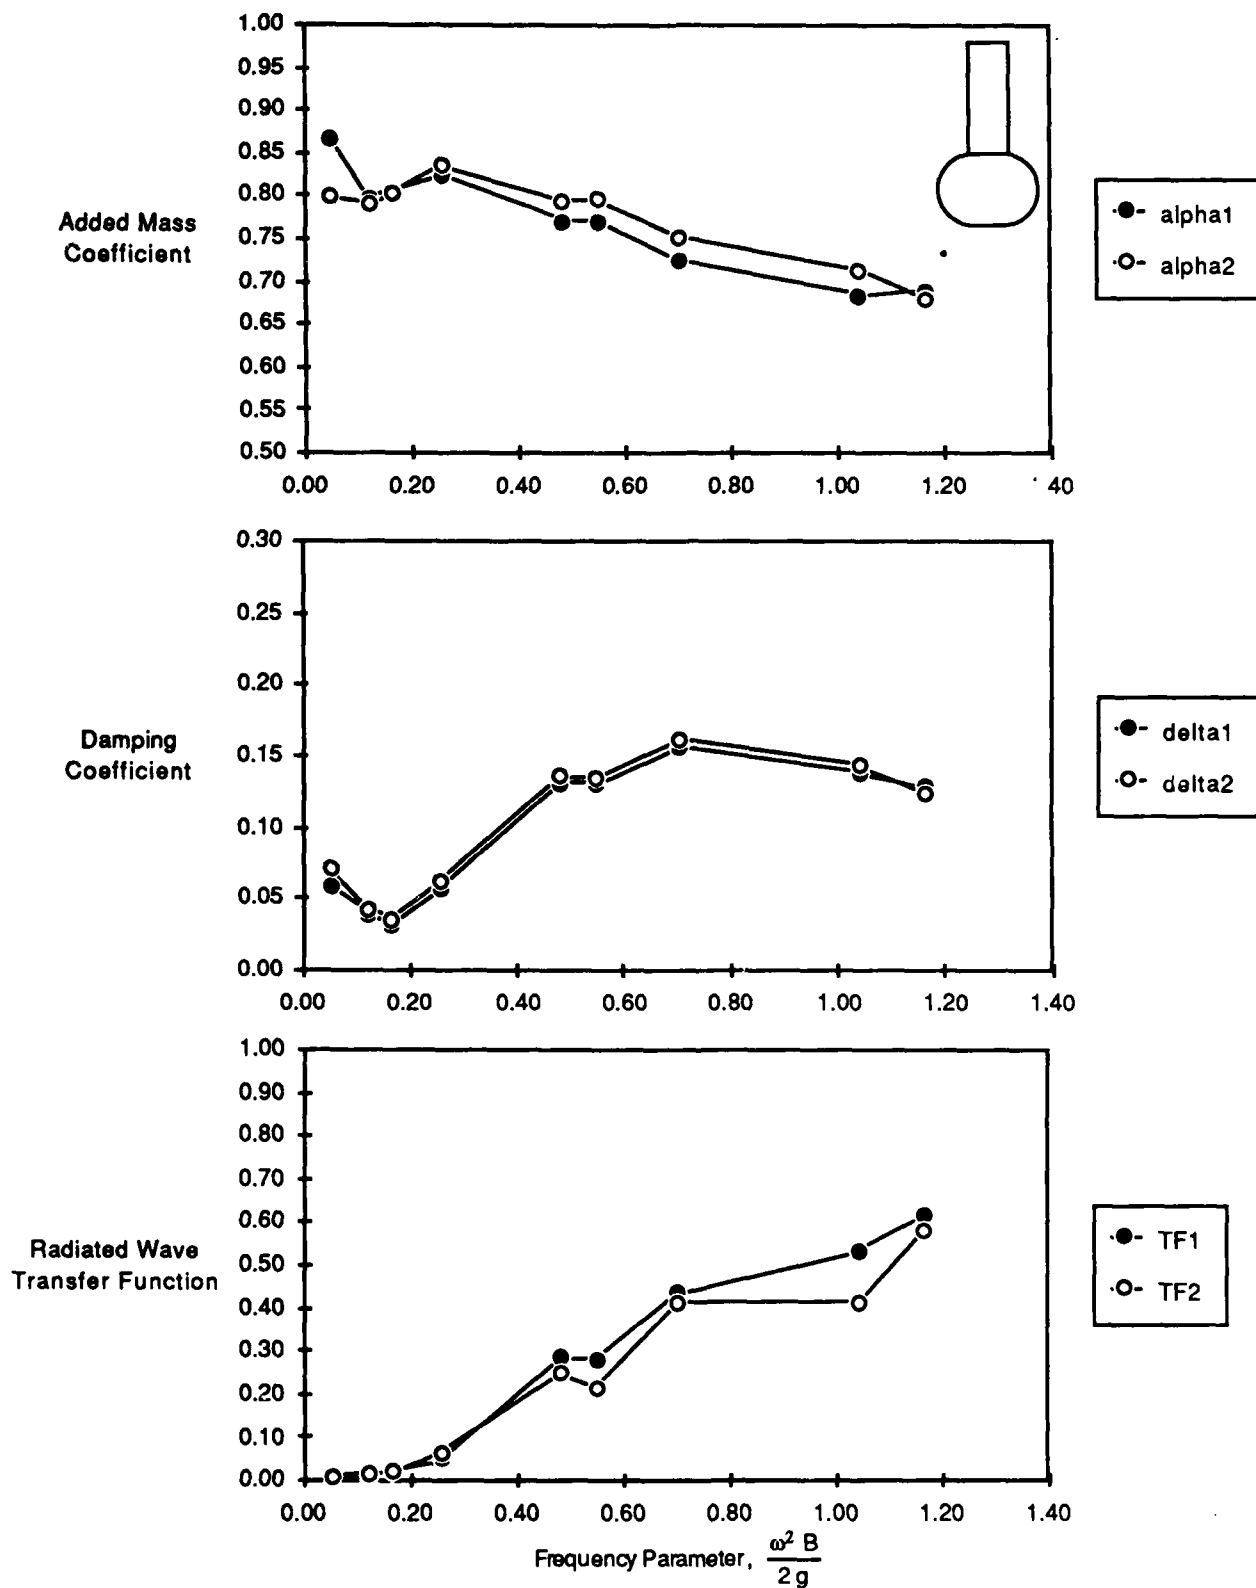 1.00
0.95
0.90
0.85
0.80
0.75
0.70
0.65
0.60
0.55
0.50
Added Mass
Coefficient
0.00 0.20 0.40 0.60 0.80 1.00 1.20 40
alpha1
alpha2
0.30
0.25
0.20
0.15
0.10
0.05
0.00
Damping
Coefficient
0.00 0.20 0.40 0.60 0.80 1.00 1.20 1.40
delta1
delta2
1.00
0.90
0.80
0.70
0.60
0.50
0.40
0.30
0.20
0.10
0.00
Radiated Wave
Transfer Function
0.00 0.20 0.40 0.60 0.80 1.00 1.20 1.40
TF1
TF2
Frequency Parameter, ω² B
2 g